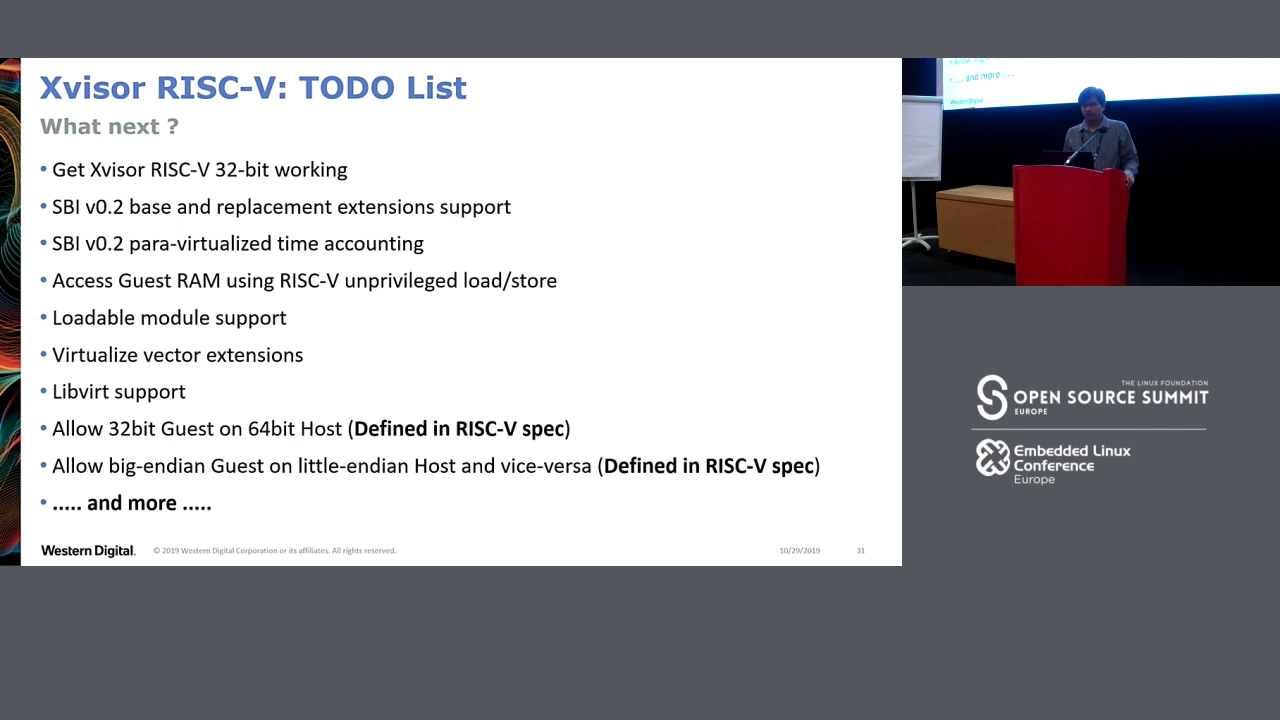 Xvisor RISC-V: TODO List
What next ?
• Get Xvisor RISC-V 32-bit working
• SBI v0.2 base and replacement extensions support
• SBI v0.2 para-virtualized time accounting
• Access Guest RAM using RISC-V unprivileged load/store
• Loadable module support
• Virtualize vector extensions
• Libvirt support
• Allow 32bit Guest on 64bit Host (Defined in RISC-V spec)
• Allow big-endian Guest on little-endian Host and vice-versa (Defined in RISC-V spec)
• ..... and more .....
Western Digital.
© 2019 Western Digital Corporation or its affiliates. All rights reserved.
10/29/2019
31
..... and more .....
Western Digital
THE LINUX FOUNDATION
OPEN SOURCE SUMMIT
EUROPE
Embedded Linux
Conference
Europe